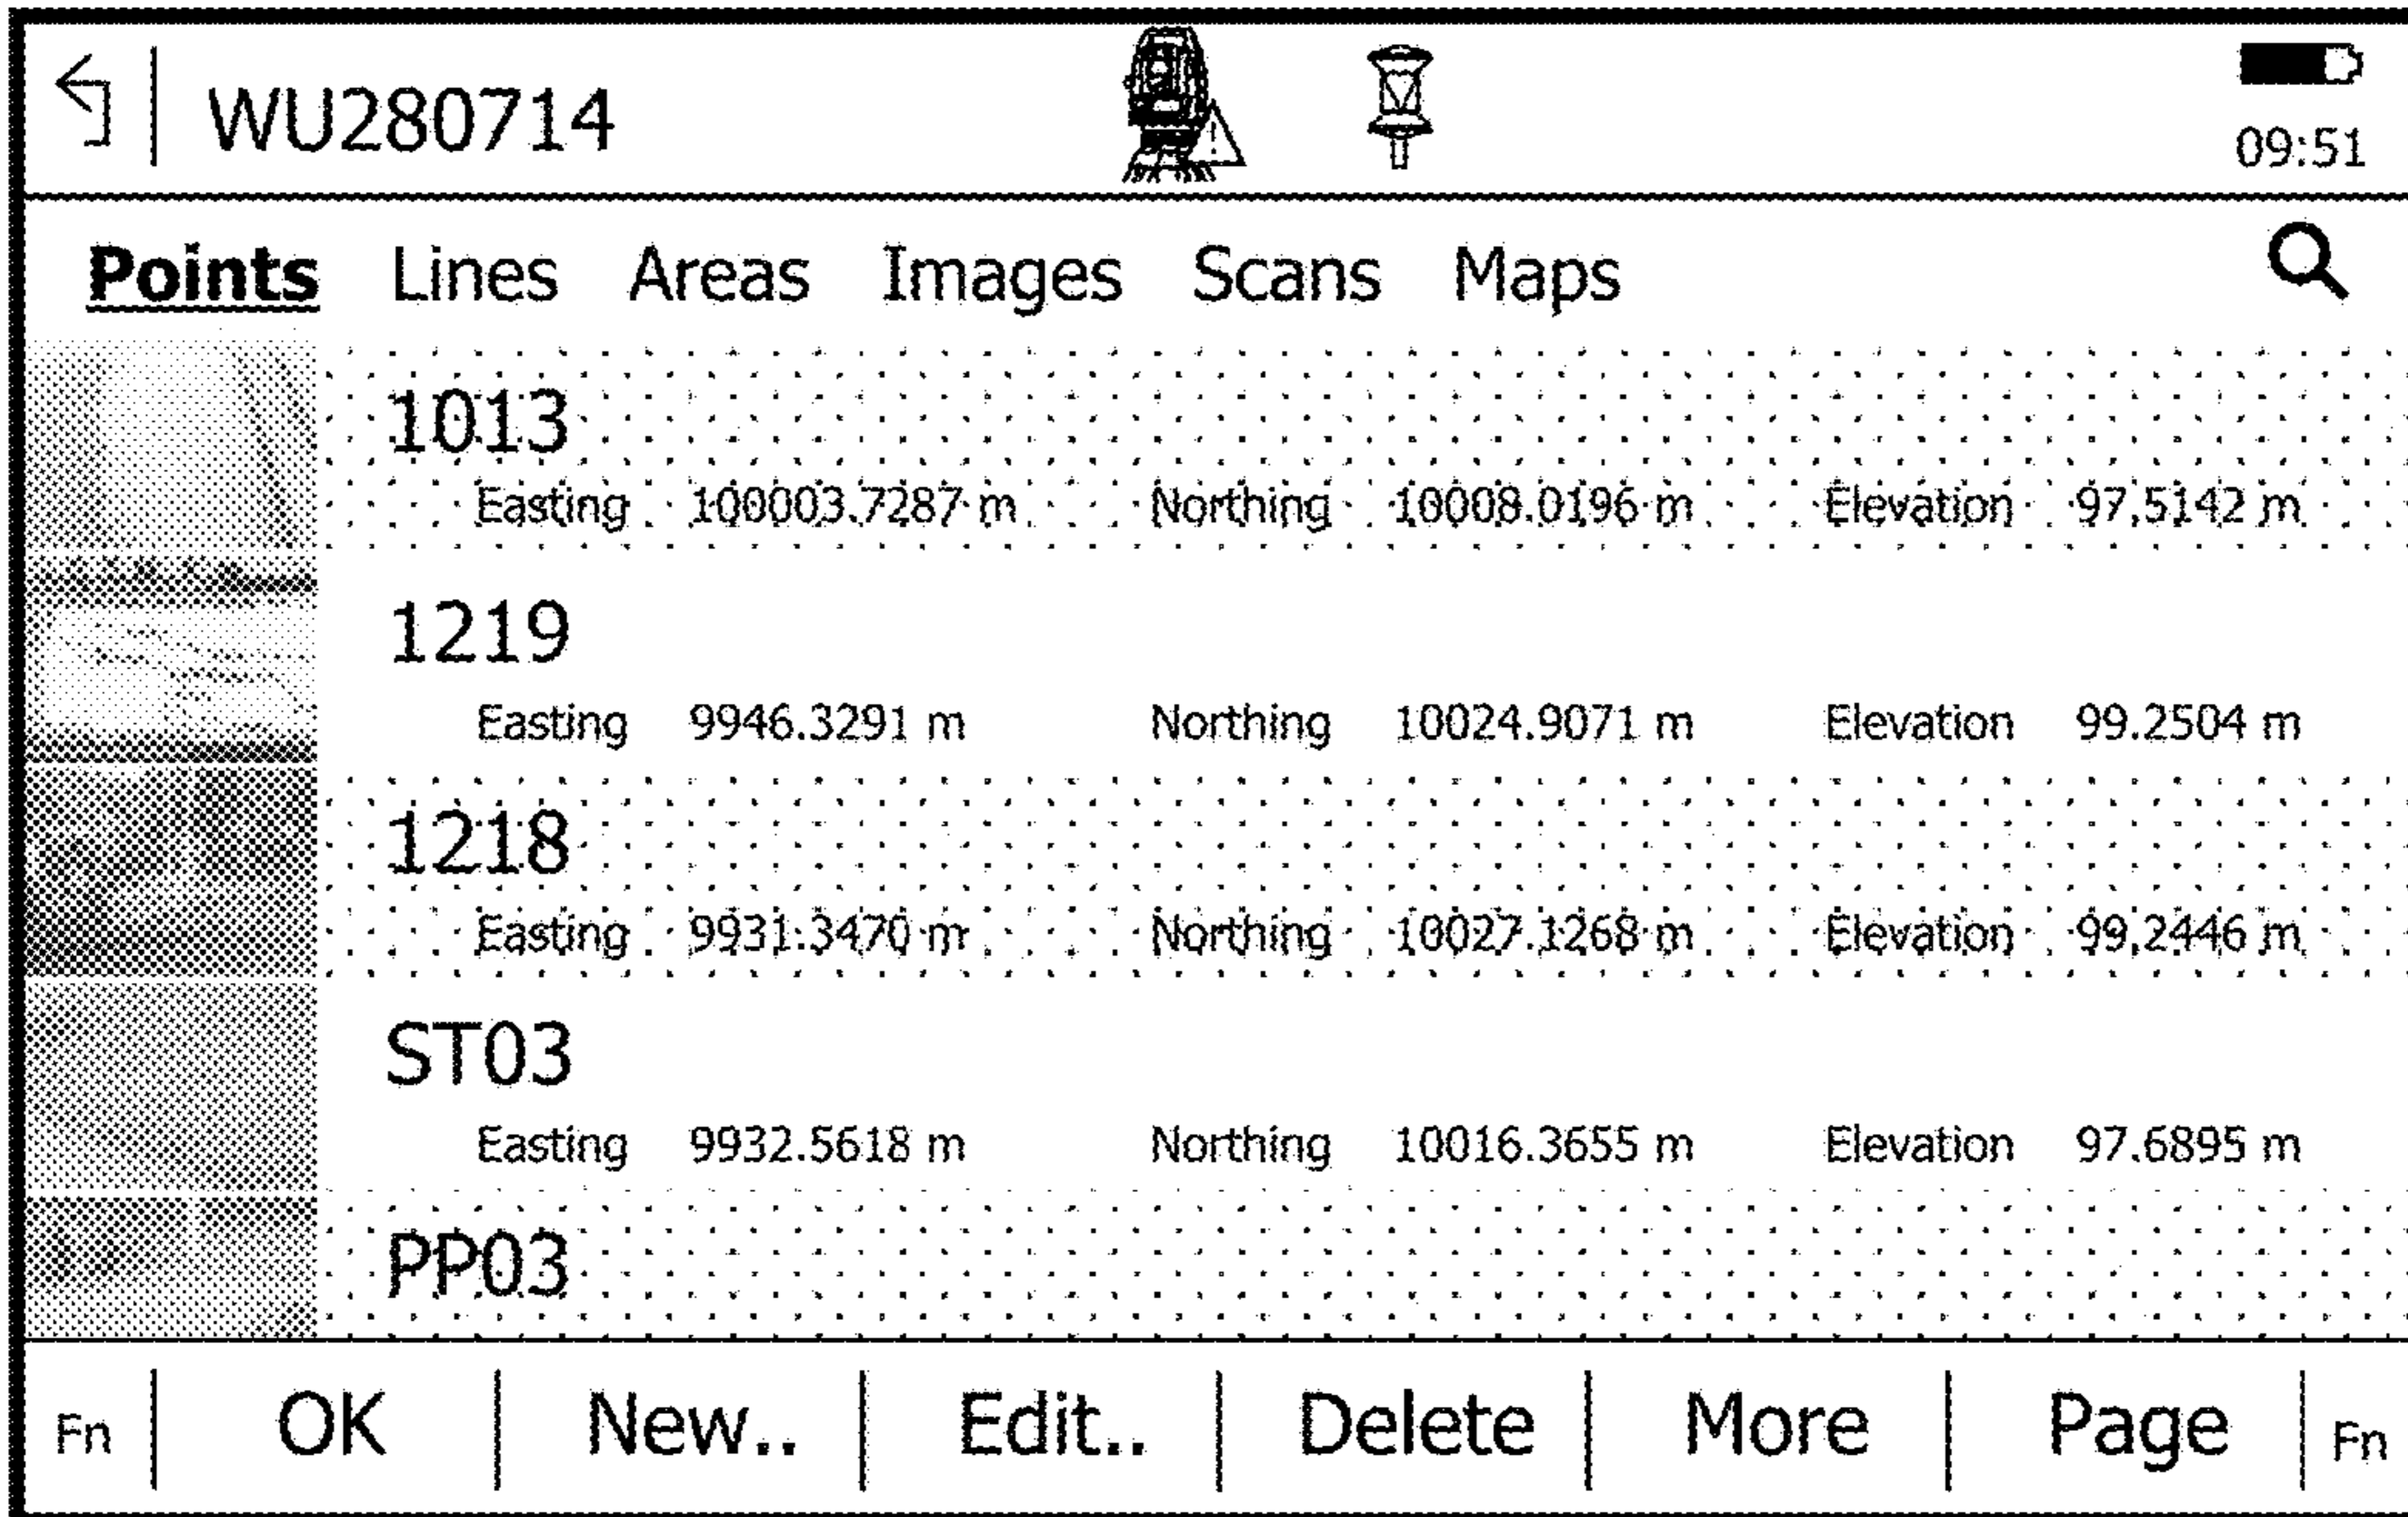 WU280714
09:51
Points Lines Areas Images Scans Maps
1013
Easting 100003.7287 m Northing 10008.0196 m Elevation 97.5142 m
1219
Easting 9946.3291 m Northing 10024.9071 m Elevation 99.2504 m
1218
Easting 9931.3470 m Northing 10027.1268 m Elevation 99.2446 m
ST03
Easting 9932.5618 m Northing 10016.3655 m Elevation 97.6895 m
PP03
Fn OK New.. Edit.. Delete More Page Fn